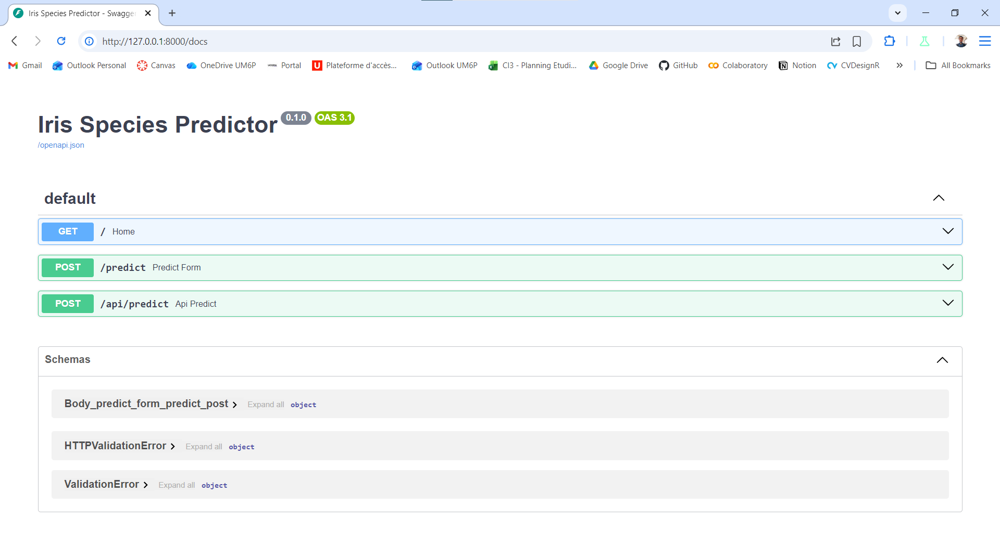 Iris Species Predictor - Swagge
http://127.0.0.1:8000/docs
Gmail Outlook Personal Canvas OneDrive UM6P Portal Plateforme d'accès... Outlook UM6P CI3 - Planning Etudi... Google Drive GitHub Colaboratory Notion CVDesignR All Bookmarks
Iris Species Predictor 0.1.0 OAS 3.1
/openapi.json
default
GET / Home
POST /predict Predict Form
POST /api/predict Api Predict
Schemas
Body_predict_form_predict_post Expand all object
HTTPValidationError Expand all object
ValidationError Expand all object